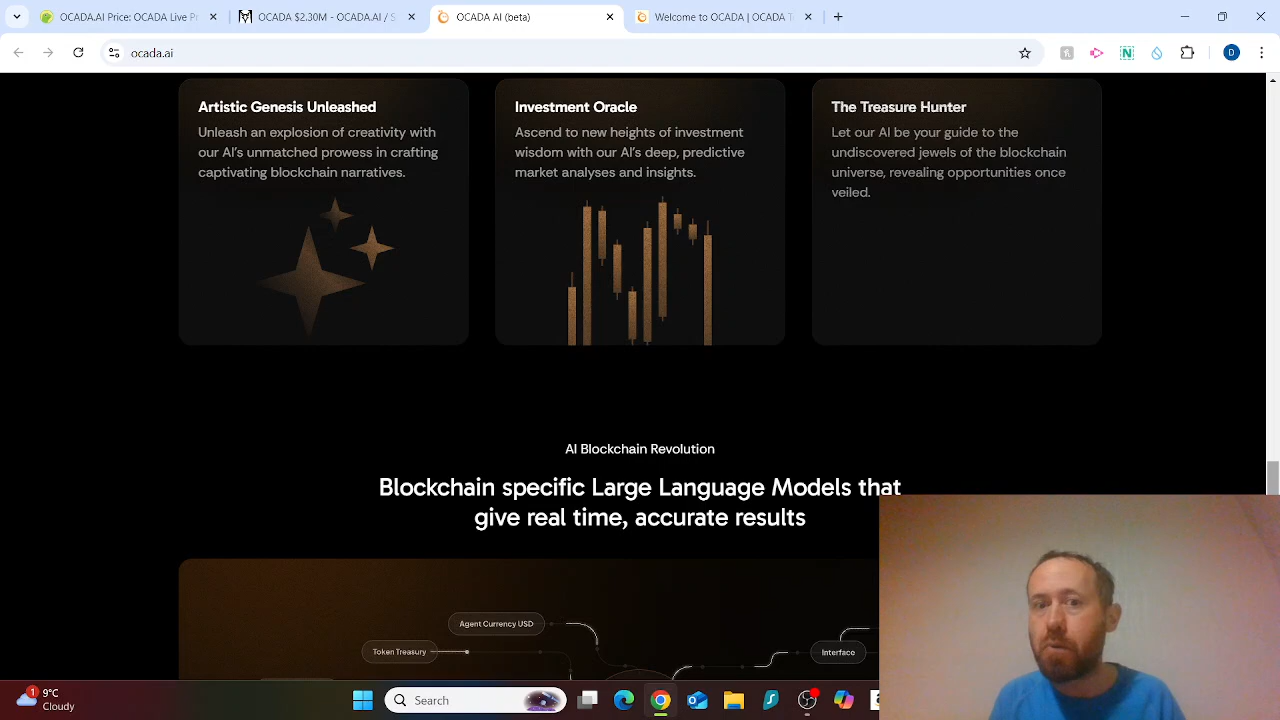 OCADA.AI Price: OCADA.AI Pri
OCADA $2.30M - OCADA.AI / S
OCADA AI (beta)
Welcome to OCADA | OCADA T
ocada.ai
N
D
Artistic Genesis Unleashed
Unleash an explosion of creativity with
our AI's unmatched prowess in crafting
captivating blockchain narratives.
Investment Oracle
Ascend to new heights of investment
wisdom with our AI's deep, predictive
market analyses and insights.
The Treasure Hunter
Let our AI be your guide to the
undiscovered jewels of the blockchain
universe, revealing opportunities once
veiled.
AI Blockchain Revolution
Blockchain specific Large Language Models that
give real time, accurate results
Agent Currency USD
Token Treasury
Interface
1
9°C
Cloudy
Search